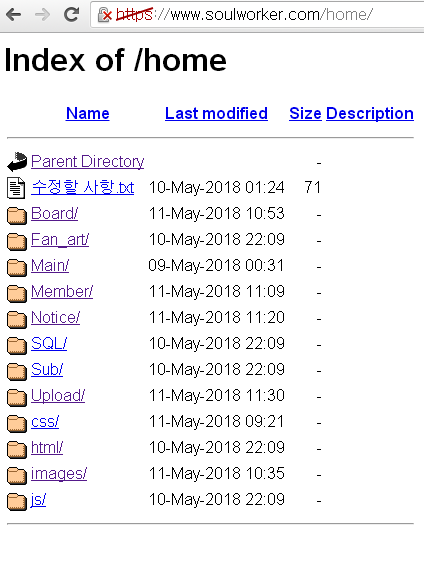 https://www.soulworker.com/home/
Index of /home
Name Last modified Size Description
Parent Directory -
수정할 사항.txt 10-May-2018 01:24 71
Board/ 11-May-2018 10:53 -
Fan_art/ 10-May-2018 22:09 -
Main/ 09-May-2018 00:31 -
Member/ 11-May-2018 11:09 -
Notice/ 11-May-2018 11:20 -
SQL/ 10-May-2018 22:09 -
Sub/ 10-May-2018 22:09 -
Upload/ 11-May-2018 11:30 -
css/ 11-May-2018 09:21 -
html/ 10-May-2018 22:09 -
images/ 11-May-2018 10:35 -
js/ 10-May-2018 22:09 -